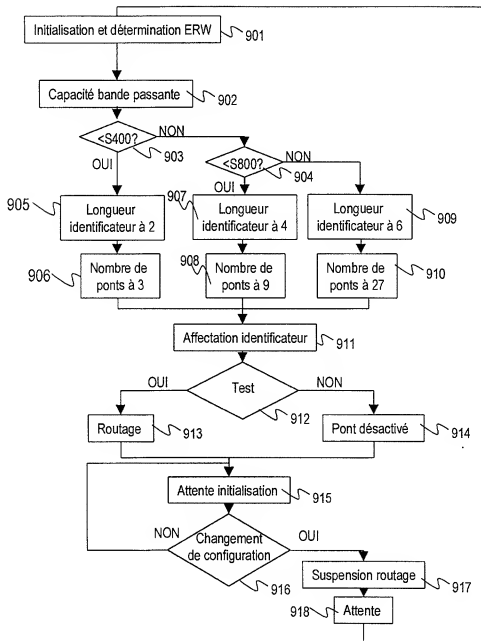 Initialisation et détermination ERW
901
Capacité bande passante
902
<S400?
NON
903
OUI
<S800?
NON
904
OUI
905
Longueur
identificateur à 2
907
Longueur
identificateur à 4
Longueur
identificateur à 6
909
906
Nombre de
ponts à 3
908
Nombre de
ponts à 9
Nombre de
ponts à 27
910
Affectation identificateur
911
OUI
Test
NON
912
Routage
913
Pont désactivé
914
Attente initialisation
915
NON
Changement
de configuration
OUI
916
Suspension routage
917
918
Attente